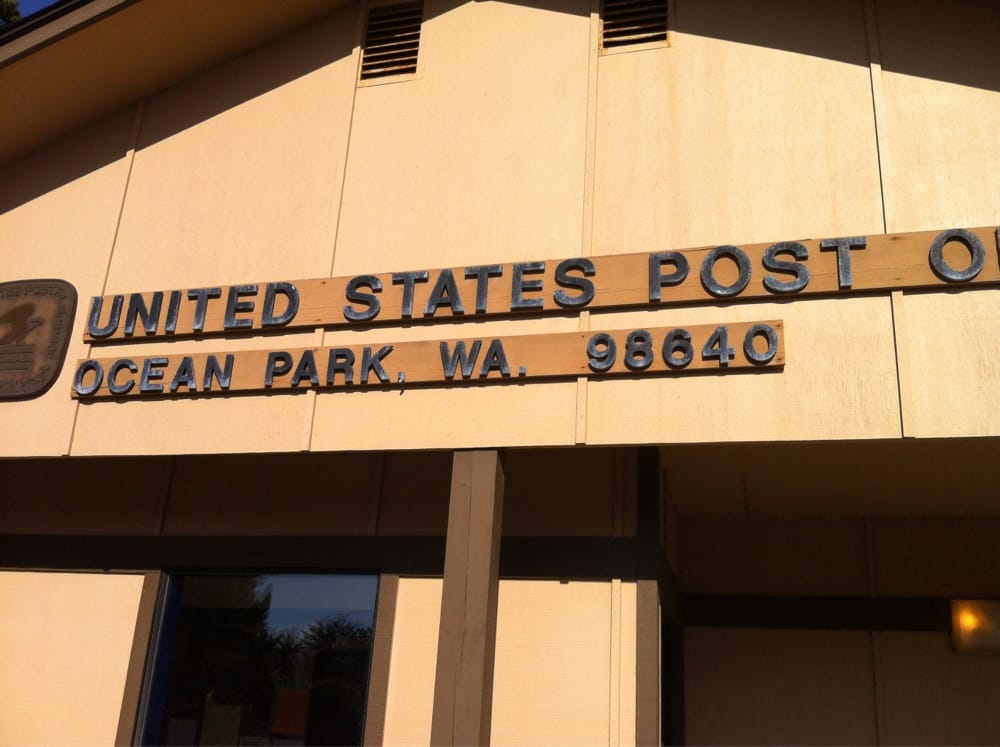 UNITED STATES POST O
OCEAN PARK, WA. 98640